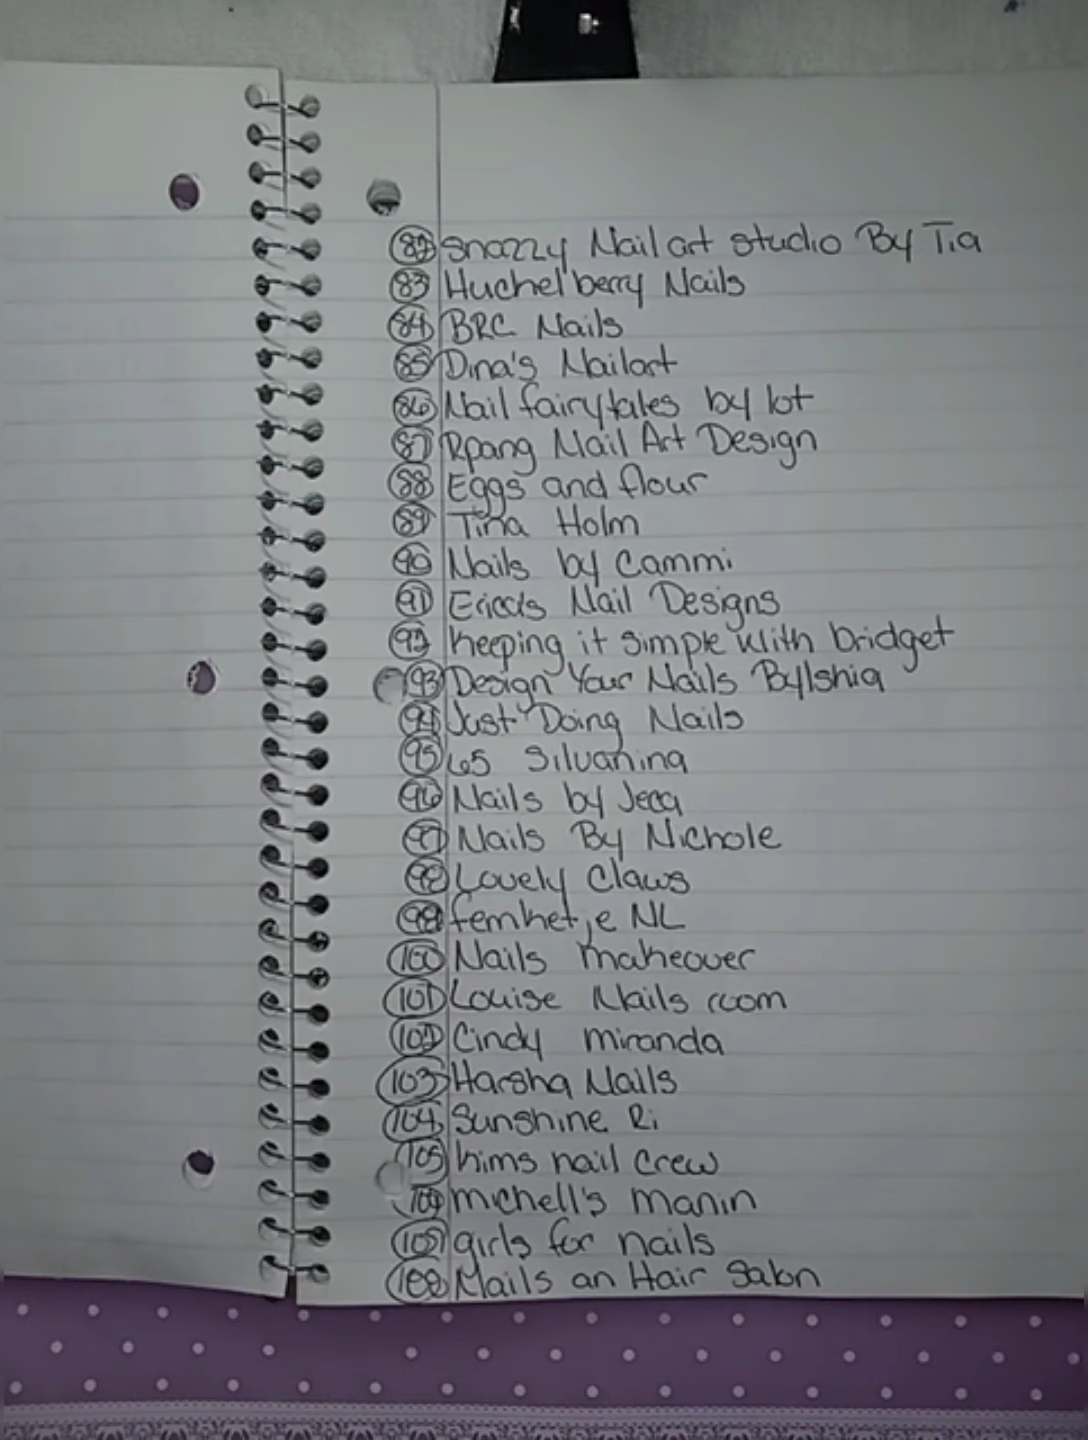 82 Snazzy Nail art studio By Tia
83 Huchelberry Nails
84 BRC Nails
85 Dina's Nailart
86 Nail fairytales by lot
87 Rpang Nail Art Design
88 Eggs and flour
89 Tina Holm
90 Nails by Cammi
91 Nail Designs
92 keeping it simple With bridget
93 Design Your Nails By Ishia
94 Just Doing Nails
95 65 Silvanina
96 Nails by Jeca
97 Nails By Nichole
98 Lovely Claws
99 femketje NL
100 Nails makeover
101 Louise Nails room
102 Cindy miranda
103 Harsha Nails
104 Sunshine Ri
105 kims nail crew
106 michell's manin
107 girls for nails
108 Nails an Hair Salon